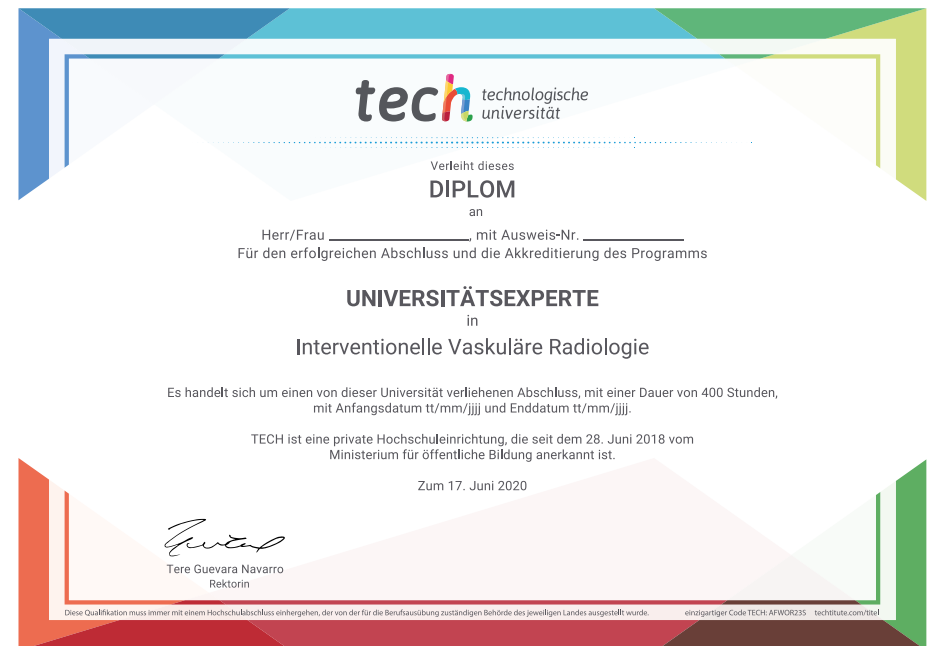 tech technologische
universität
Verleiht dieses
DIPLOM
an
Herr/Frau ____________, mit Ausweis-Nr. ____________
Für den erfolgreichen Abschluss und die Akkreditierung des Programms
UNIVERSITÄTSEXPERTE
in
Interventionelle Vaskuläre Radiologie
Es handelt sich um einen von dieser Universität verliehenen Abschluss, mit einer Dauer von 400 Stunden,
mit Anfangsdatum tt/mm/jjjj und Enddatum tt/mm/jjjj.
TECH ist eine private Hochschuleinrichtung, die seit dem 28. Juni 2018 vom
Ministerium für öffentliche Bildung anerkannt ist.
Zum 17. Juni 2020
Tere Guevara Navarro
Rektorin
Diese Qualifikation muss immer mit einem Hochschulabschluss einhergehen, der von der für die Berufsausübung zuständigen Behörde des jeweiligen Landes ausgestellt wurde. einzigartiger Code TECH: AFWOR23S techtitute.com/titel